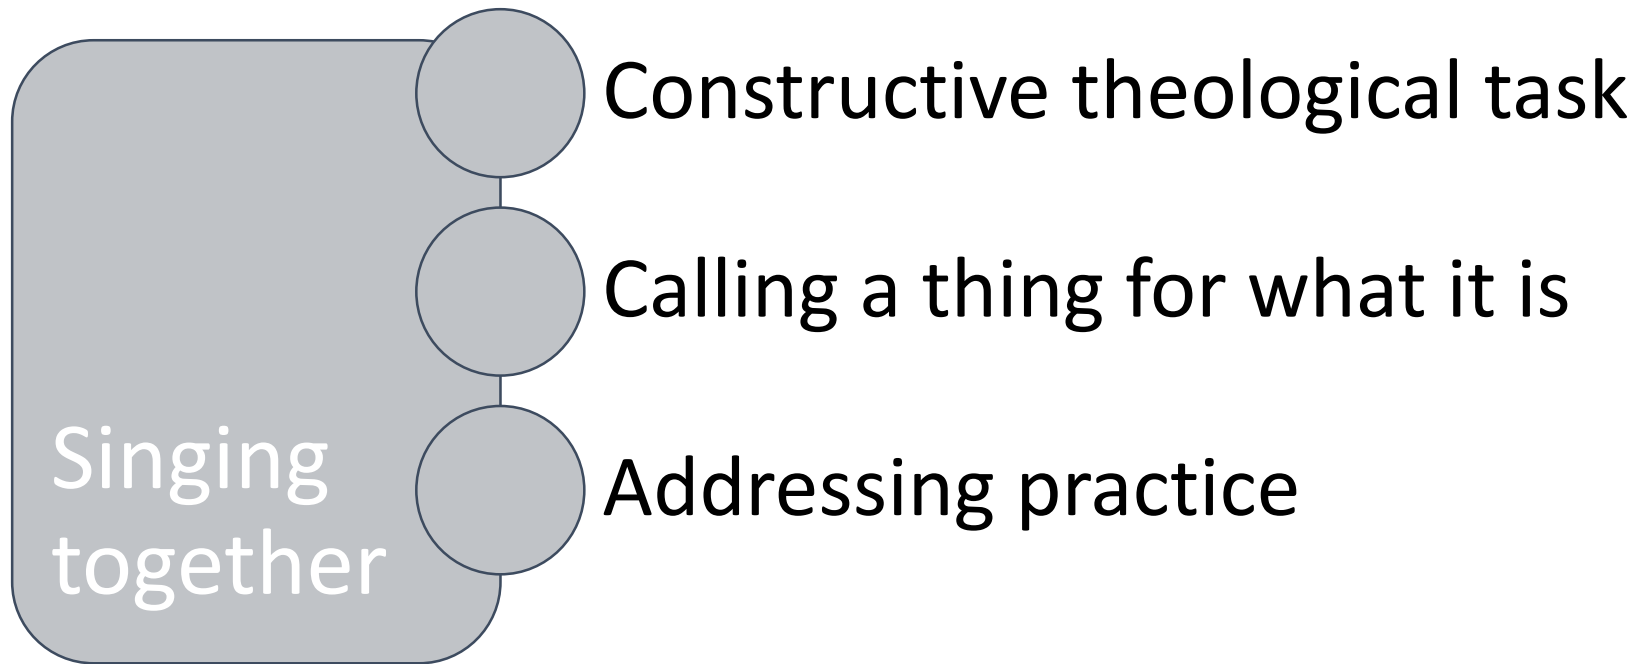 Constructive theological task
Calling a thing for what it is
Addressing practice
Singing
together